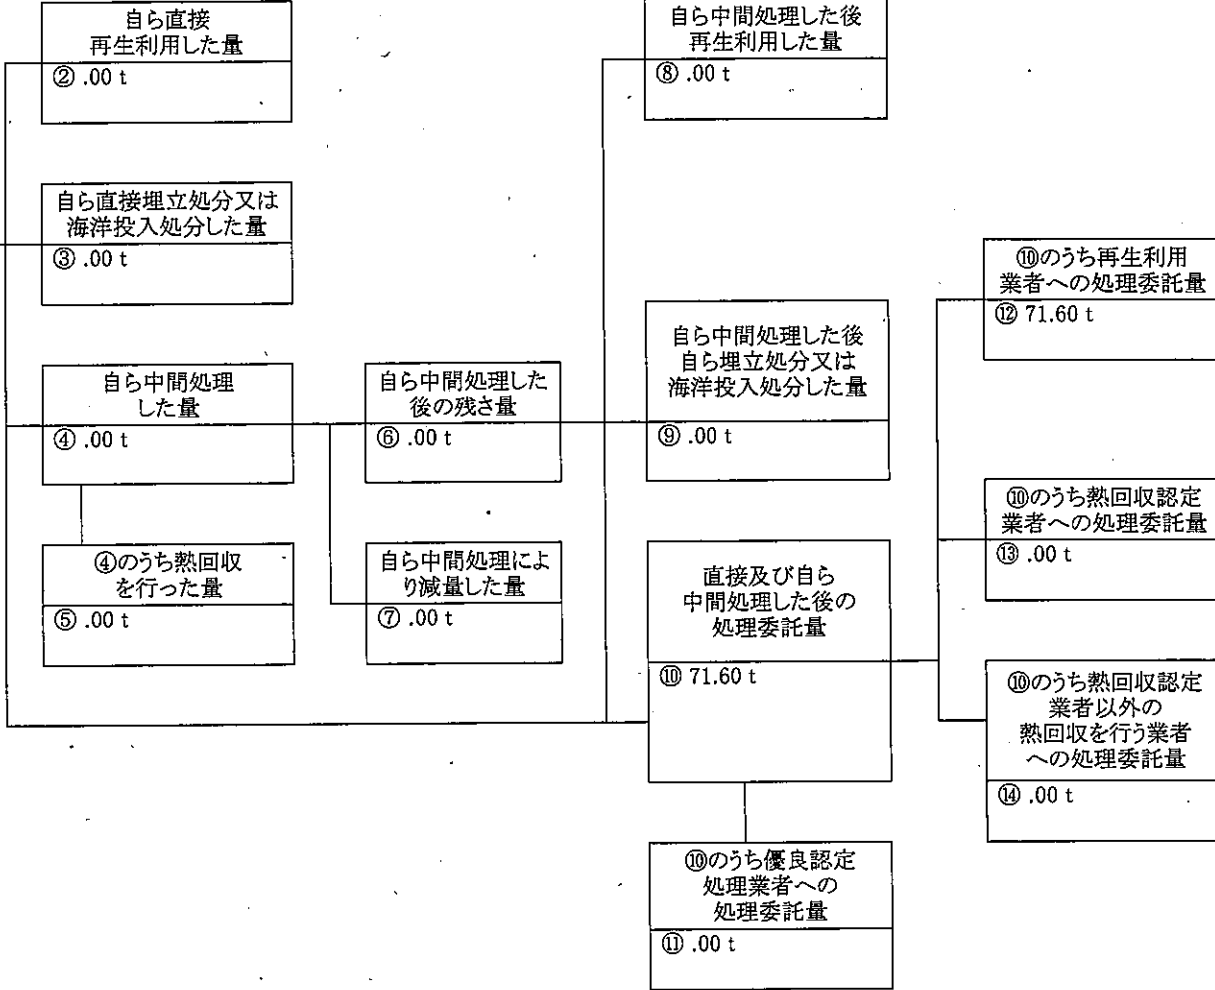 自ら直接
再生利用した量
② .00 t
自ら中間処理した後
再生利用した量
⑧ .00 t
自ら直接埋立処分又は
海洋投入処分した量
③ .00 t
⑩のうち再生利用
業者への処理委託量
⑫ 71.60 t
自ら中間処理した後
自ら埋立処分又は
海洋投入処分した量
⑨ .00 t
自ら中間処理
した量
④ .00 t
自ら中間処理した
後の残さ量
⑥ .00 t
⑩のうち熱回収認定
業者への処理委託量
⑬ .00 t
④のうち熱回収
を行った量
⑤ .00 t
自ら中間処理によ
り減量した量
⑦ .00 t
直接及び自ら
中間処理した後の
処理委託量
⑩ 71.60 t
⑩のうち熱回収認定
業者以外の
熱回収を行う業者
への処理委託量
⑭ .00 t
⑩のうち優良認定
処理業者への
処理委託量
⑪ .00 t